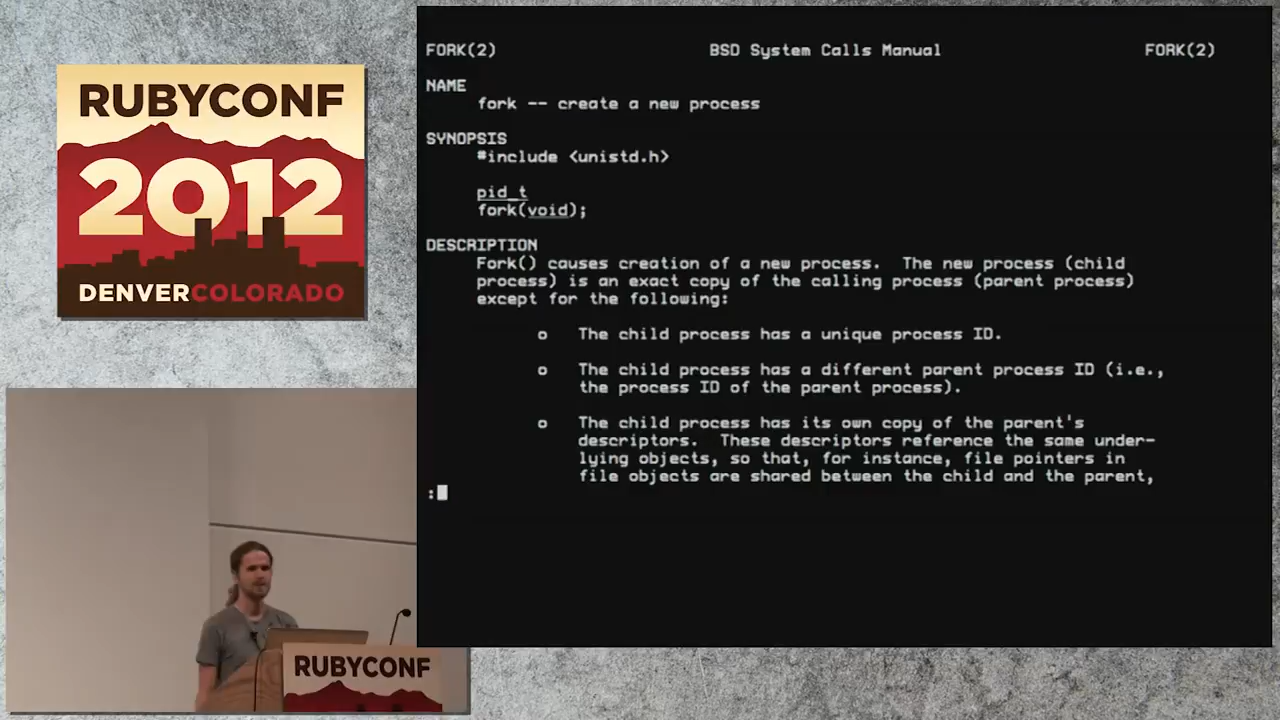 RUBYCONF
2012
DENVERCOLORADO
FORK(2) BSD System Calls Manual FORK(2)
NAME
fork -- create a new process
SYNOPSIS
#include <unistd.h>
pid_t
fork(void);
DESCRIPTION
Fork() causes creation of a new process. The new process (child
process) is an exact copy of the calling process (parent process)
except for the following:
o The child process has a unique process ID.
o The child process has a different parent process ID (i.e.,
the process ID of the parent process).
o The child process has its own copy of the parent's
descriptors. These descriptors reference the same under-
lying objects, so that, for instance, file pointers in
file objects are shared between the child and the parent,
:
RUBYCONF